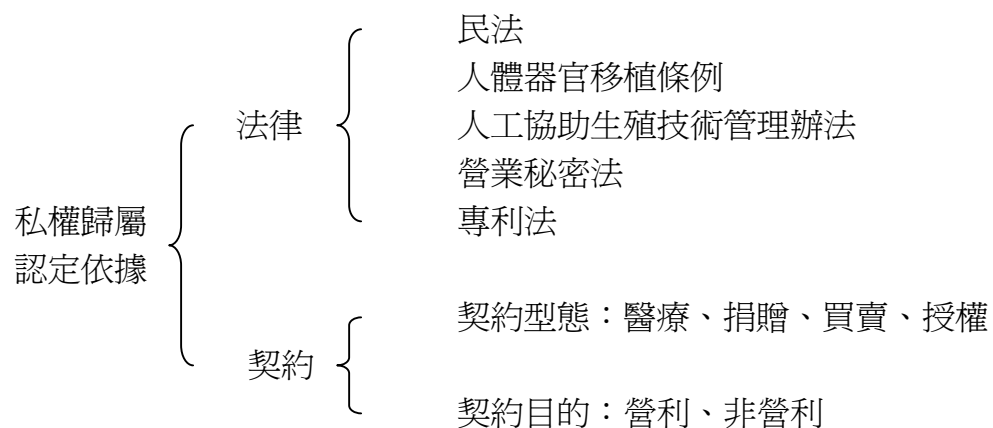 民法
人體器官移植條例
法律
人工協助生殖技術管理辦法
營業秘密法
私權歸屬
專利法
認定依據
契約型態：醫療、捐贈、買賣、授權
契約
契約目的：營利、非營利